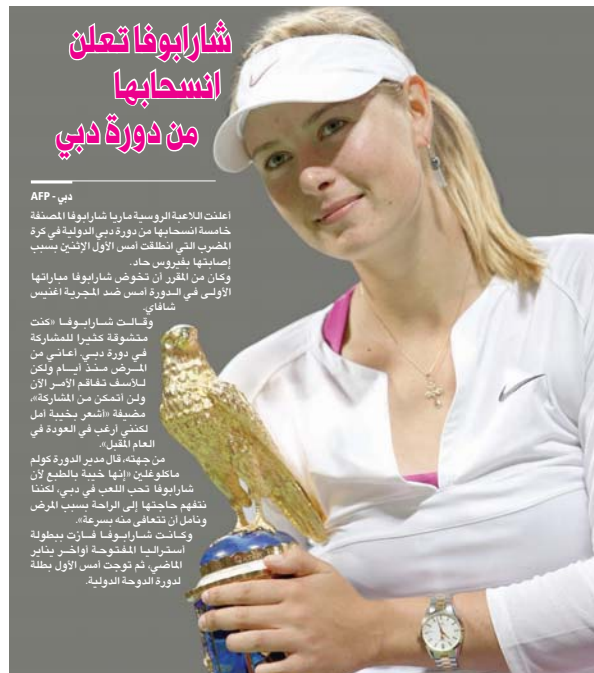 شارابوفا تعلن
انسحابها
من دورة دبي
دبي - AFP
أعلنت اللاعبة الروسية ماريا شارابوفا المصنفة
خامسة انسحابها من دورة دبي الدولية في كرة
المضرب التي انطلقت أمس الأول الإثنين بسبب
إصابتها بفيروس حاد.
وكان من المقرر أن تخوض شارابوفا مباراتها
الأولى في الدورة أمس ضد المجرية أغنيس
شافاي.
وقالت شارابوفا «كنت
متشوقة كثيرا للمشاركة
في دورة دبي. أعاني من
المرض منذ أيام ولكن
للأسف تفاقم الأمر الآن
ولن أتمكن من المشاركة»،
مضيفة «أشعر بخيبة أمل
لكنني أرغب في العودة في
العام المقبل».
من جهته، قال مدير الدورة كولم
ماكلوغلين «إنها خيبة بالطبع لأن
شارابوفا تحب اللعب في دبي، لكننا
نتفهم حاجتها إلى الراحة بسبب المرض
ونأمل أن تتعافى منه بسرعة».
وكانت شارابوفا فازت ببطولة
أستراليا المفتوحة أواخر يناير
الماضي، ثم توجت أمس الأول بطلة
لدورة الدوحة الدولية.